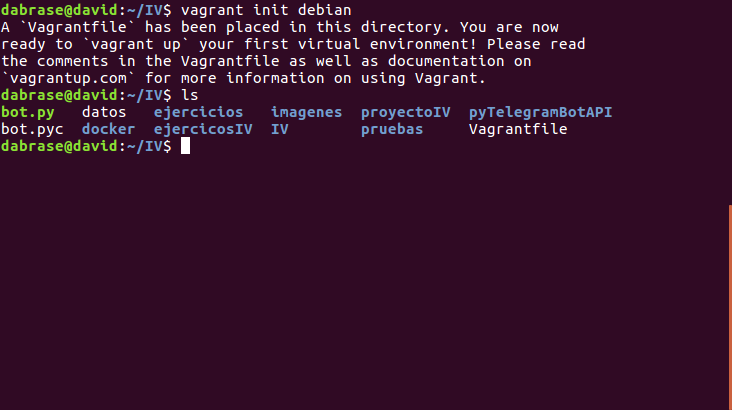 dabrase@david:~/IV$ vagrant init debian
A `Vagrantfile` has been placed in this directory. You are now
ready to `vagrant up` your first virtual environment! Please read
the comments in the Vagrantfile as well as documentation on
`vagrantup.com` for more information on using Vagrant.
dabrase@david:~/IV$ ls
bot.py   datos   ejercicios   imagenes  proyectoIV  pyTelegramBotAPI
bot.pyc  docker  ejercicosIV  IV        pruebas     Vagrantfile
dabrase@david:~/IV$